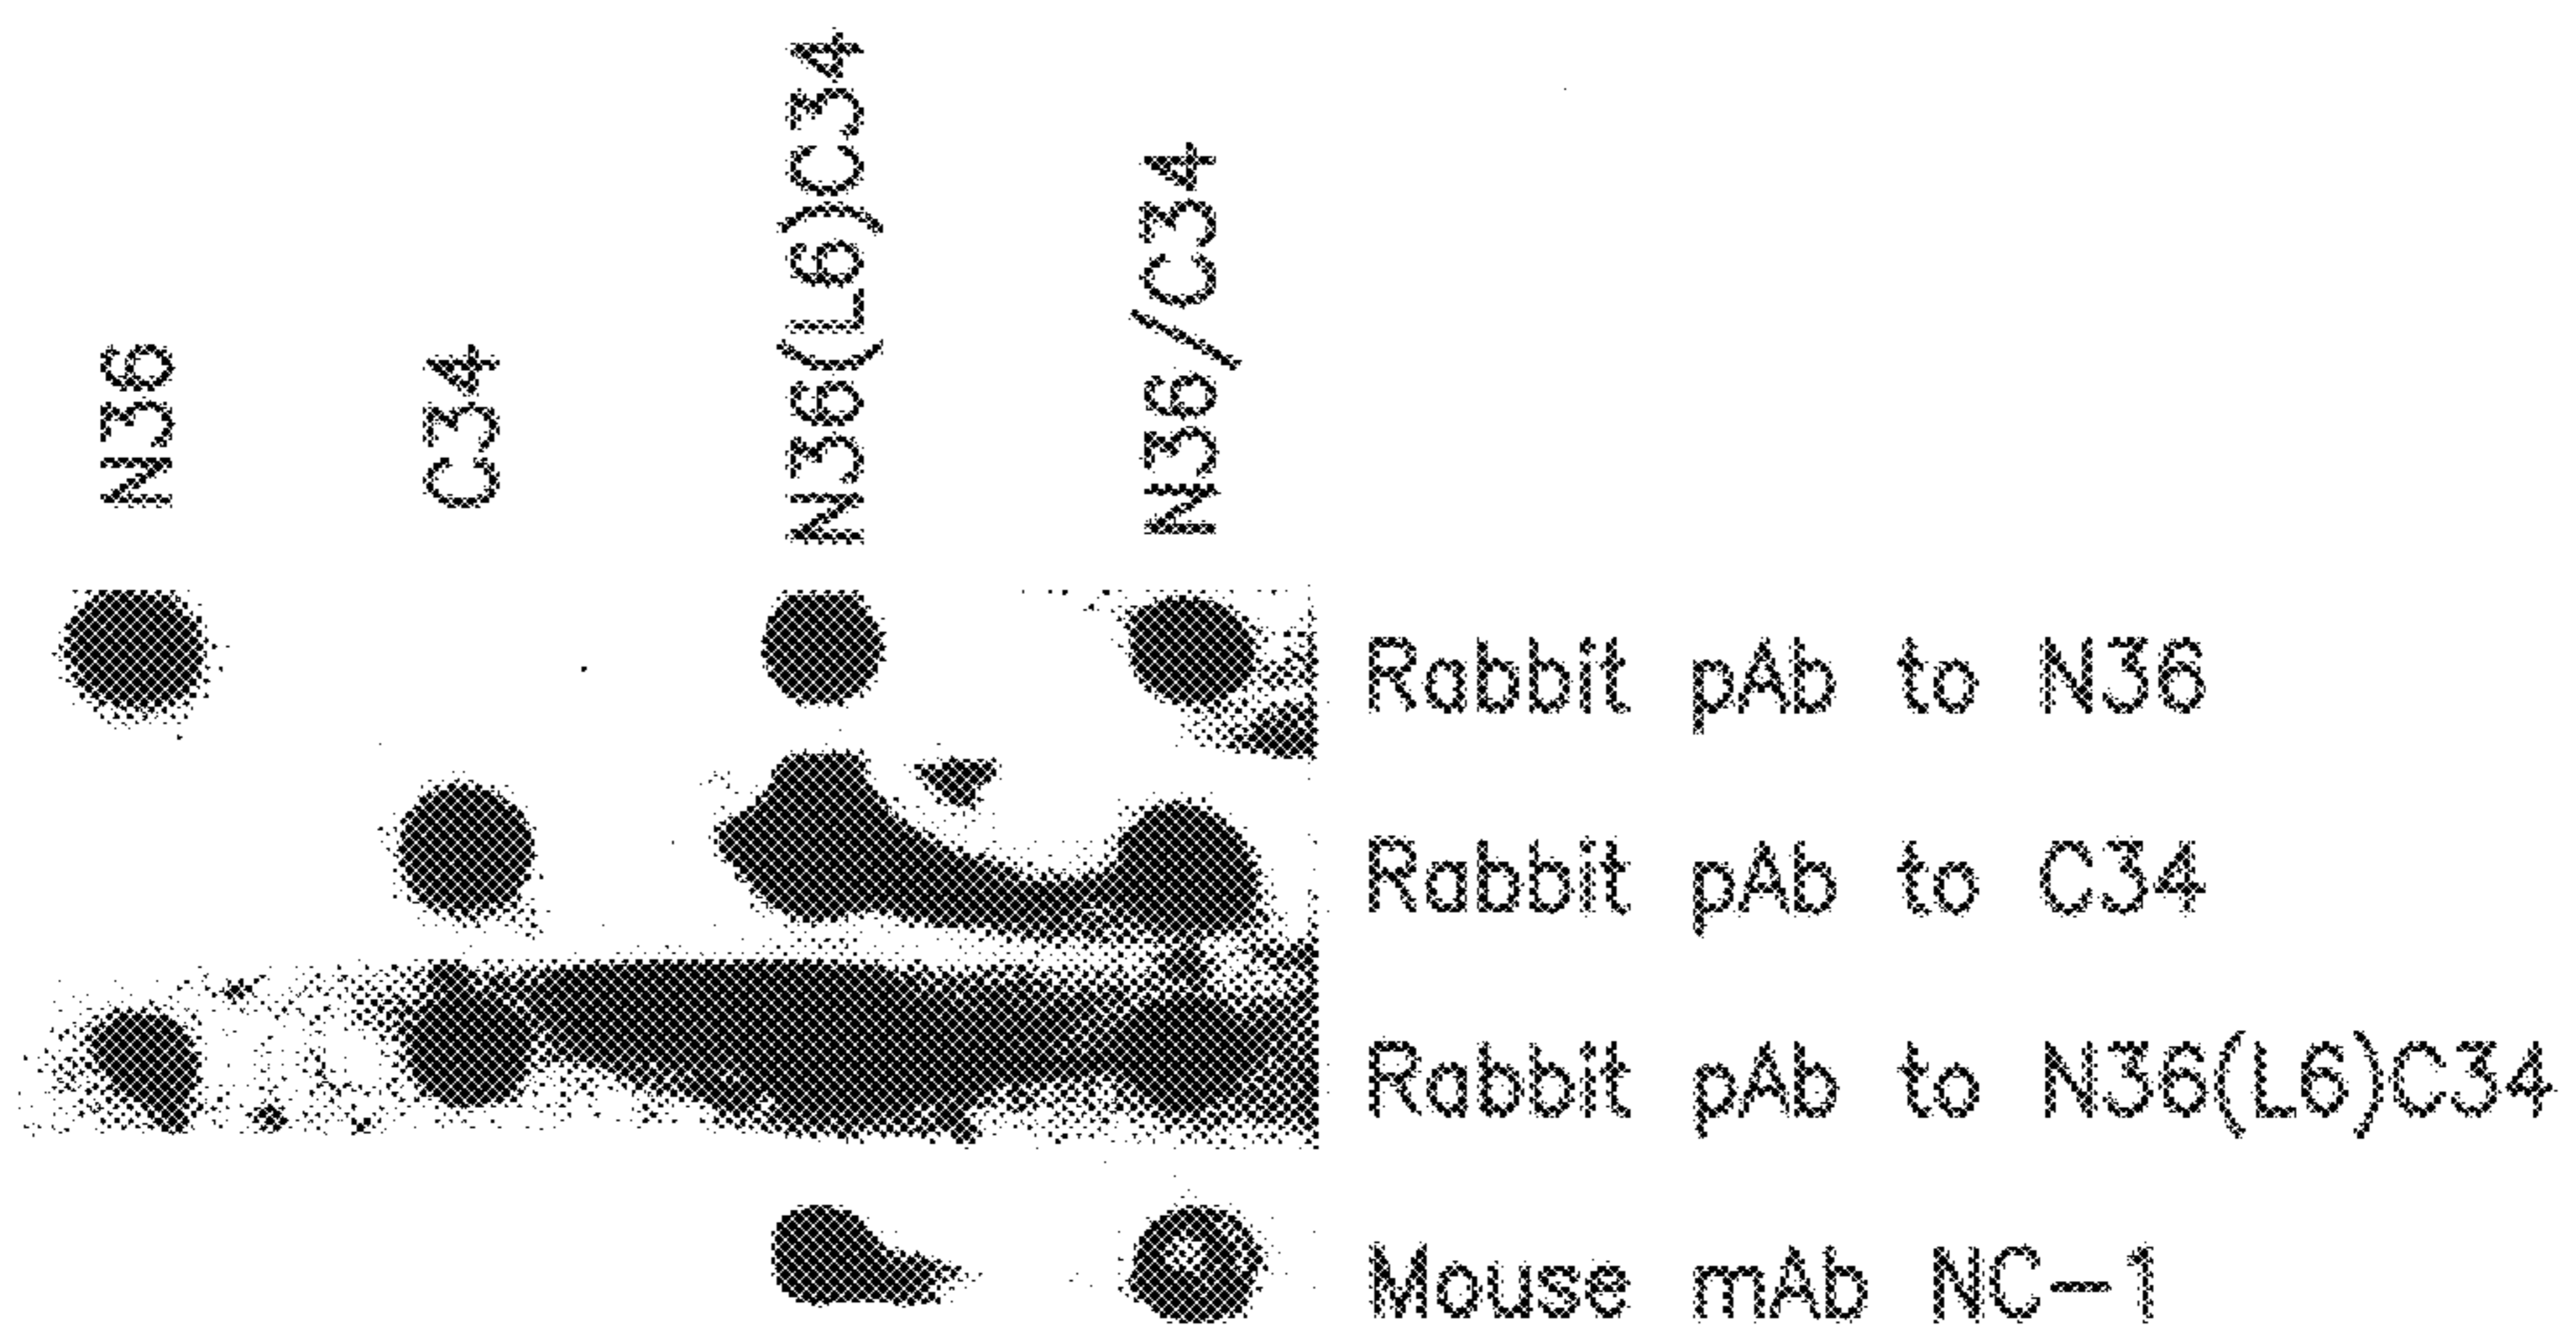 N36
C34
N36(L6)C34
N36/C34
Rabbit pAb to N36
Rabbit pAb to C34
Rabbit pAb to N36(L6)C34
Mouse mAb NC-1